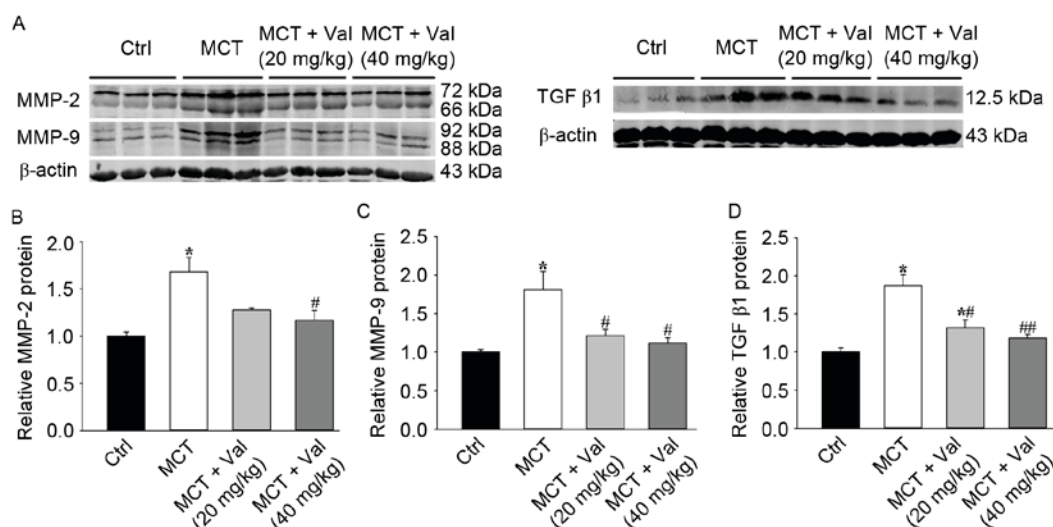 A
Ctrl
MCT
MCT + Val
(20 mg/kg)
MCT + Val
(40 mg/kg)
MMP-2
72 kDa
66 kDa
MMP-9
92 kDa
88 kDa
β-actin
43 kDa
Ctrl
MCT
MCT + Val
(20 mg/kg)
MCT + Val
(40 mg/kg)
TGF β1
12.5 kDa
β-actin
43 kDa
B
Relative MMP-2 protein
2.0
1.5
1.0
0.5
0.0
*
#
Ctrl
MCT
MCT + Val
(20 mg/kg)
MCT + Val
(40 mg/kg)
C
Relative MMP-9 protein
2.5
2.0
1.5
1.0
0.5
0.0
*
#
#
Ctrl
MCT
MCT + Val
(20 mg/kg)
MCT + Val
(40 mg/kg)
D
Relative TGF β1 protein
2.5
2.0
1.5
1.0
0.5
0.0
*
*#
##
Ctrl
MCT
MCT + Val
(20 mg/kg)
MCT + Val
(40 mg/kg)